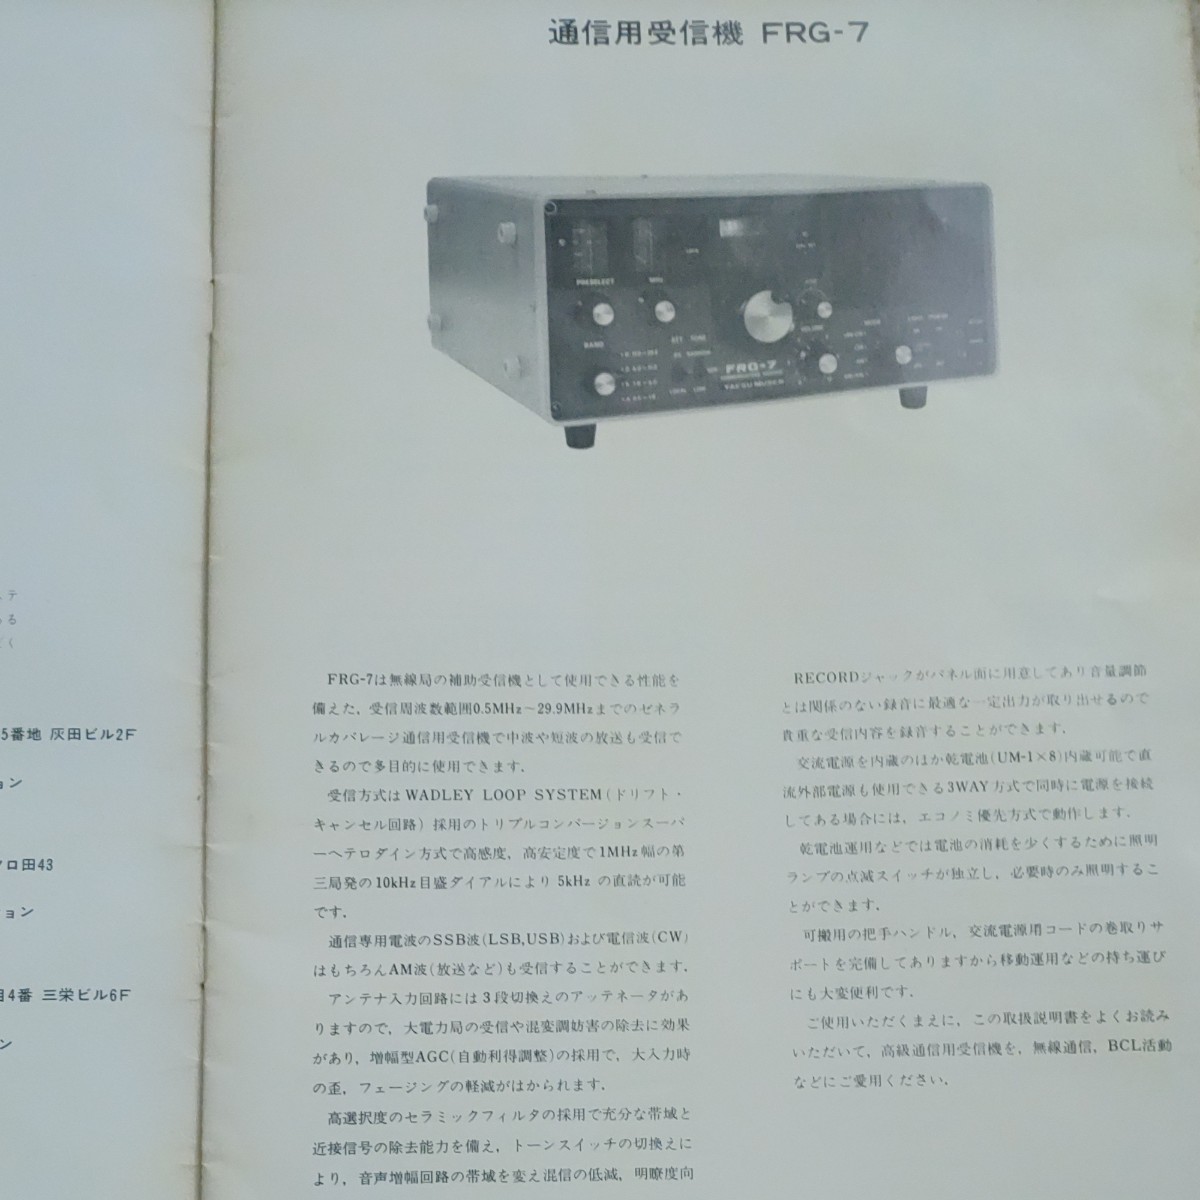 通信用受信機 FRG-7
PRESELECT
MHz
BAND
FRG-7
VOLUME
MODE
5番地 灰田ビル2F
ョン
ロ田43
ョン
目4番 三栄ビル6F
ン
テ
る
く
FRG-7は無線局の補助受信機として使用できる性能を
備えた，受信周波数範囲0.5MHz～29.9MHzまでのゼネラ
ルカバレージ通信用受信機で中波や短波の放送も受信で
きるので多目的に使用できます．
受信方式は WADLEY LOOP SYSTEM（ドリフト・
キャンセル回路）採用のトリプルコンバージョンスーパ
ーヘテロダイン方式で高感度，高安定度で1MHz幅の第
三局発の10kHz目盛ダイアルにより 5kHz の直読が可能
です．
通信専用電波のSSB波(LSB,USB)および電信波(CW)
はもちろんAM波(放送など)も受信することができます．
アンテナ入力回路には3段切換えのアッテネータがあ
りますので，大電力局の受信や混変調妨害の除去に効果
があり，増幅型AGC(自動利得調整)の採用で，大入力時
の歪，フェージングの軽減がはかられます．
高選択度のセラミックフィルタの採用で充分な帯域と
近接信号の除去能力を備え，トーンスイッチの切換えに
より，音声増幅回路の帯域を変え混信の低減，明瞭度向
RECORDジャックがパネル面に用意してあり音量調節
とは関係のない録音に最適な一定出力が取り出せるので
貴重な受信内容を録音することができます．
交流電源を内蔵のほか乾電池(UM-1×8)内蔵可能で直
流外部電源も使用できる3WAY方式で同時に電源を接続
してある場合には，エコノミ優先方式で動作します．
乾電池運用などでは電池の消耗を少くするために照明
ランプの点滅スイッチが独立し，必要時のみ照明するこ
とができます．
可搬用の把手ハンドル，交流電源用コードの巻取りサ
ポートを完備してありますから移動運用などの持ち運び
にも大変便利です．
ご使用いただくまえに，この取扱説明書をよくお読み
いただいて，高級通信用受信機を，無線通信，BCL活動
などにご愛用ください．